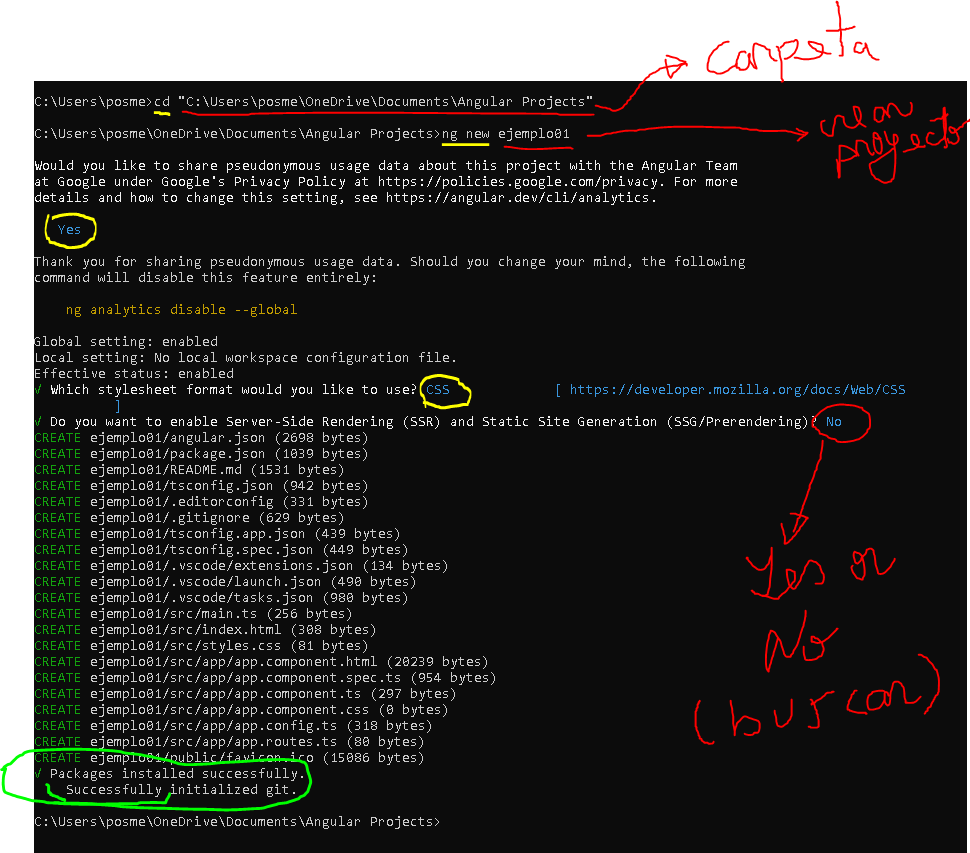 carpeta
C:\Users\posme>cd "C:\Users\posme\OneDrive\Documents\Angular Projects"
C:\Users\posme\OneDrive\Documents\Angular Projects>ng new ejemplo01
crear
proyecto
Would you like to share pseudonymous usage data about this project with the Angular Team
at Google under Google's Privacy Policy at https://policies.google.com/privacy. For more
details and how to change this setting, see https://angular.dev/cli/analytics.
Yes
Thank you for sharing pseudonymous usage data. Should you change your mind, the following
command will disable this feature entirely:
ng analytics disable --global
Global setting: enabled
Local setting: No local workspace configuration file.
Effective status: enabled
√ Which stylesheet format would you like to use? CSS [ https://developer.mozilla.org/docs/Web/CSS
]
√ Do you want to enable Server-Side Rendering (SSR) and Static Site Generation (SSG/Prerendering)? No
CREATE ejemplo01/angular.json (2698 bytes)
CREATE ejemplo01/package.json (1039 bytes)
CREATE ejemplo01/README.md (1531 bytes)
CREATE ejemplo01/tsconfig.json (942 bytes)
CREATE ejemplo01/.editorconfig (331 bytes)
CREATE ejemplo01/.gitignore (629 bytes)
CREATE ejemplo01/tsconfig.app.json (439 bytes)
CREATE ejemplo01/tsconfig.spec.json (449 bytes)
CREATE ejemplo01/.vscode/extensions.json (134 bytes)
CREATE ejemplo01/.vscode/launch.json (490 bytes)
CREATE ejemplo01/.vscode/tasks.json (980 bytes)
CREATE ejemplo01/src/main.ts (256 bytes)
CREATE ejemplo01/src/index.html (308 bytes)
CREATE ejemplo01/src/styles.css (81 bytes)
CREATE ejemplo01/src/app/app.component.html (20239 bytes)
CREATE ejemplo01/src/app/app.component.spec.ts (954 bytes)
CREATE ejemplo01/src/app/app.component.ts (297 bytes)
CREATE ejemplo01/src/app/app.component.css (0 bytes)
CREATE ejemplo01/src/app/app.config.ts (318 bytes)
CREATE ejemplo01/src/app/app.routes.ts (80 bytes)
CREATE ejemplo01/public/favicon.ico (15086 bytes)
√ Packages installed successfully.
Successfully initialized git.
Yes or
No
(buscar)
C:\Users\posme\OneDrive\Documents\Angular Projects>